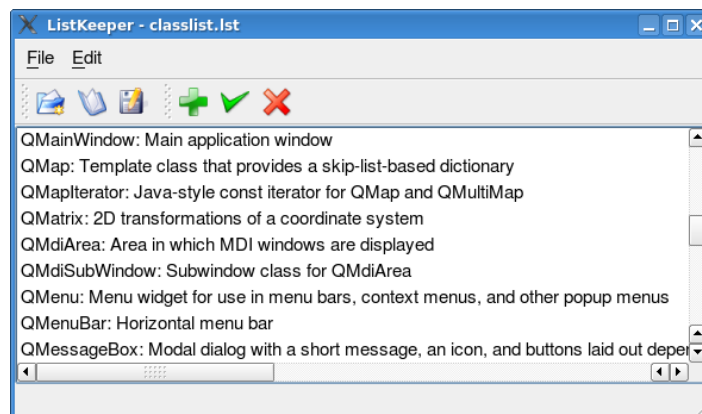 ListKeeper - classlist.lst
File Edit
QMainWindow: Main application window
QMap: Template class that provides a skip-list-based dictionary
QMapIterator: Java-style const iterator for QMap and QMultiMap
QMatrix: 2D transformations of a coordinate system
QMdiArea: Area in which MDI windows are displayed
QMdiSubWindow: Subwindow class for QMdiArea
QMenu: Menu widget for use in menu bars, context menus, and other popup menus
QMenuBar: Horizontal menu bar
QMessageBox: Modal dialog with a short message, an icon, and buttons laid out deper